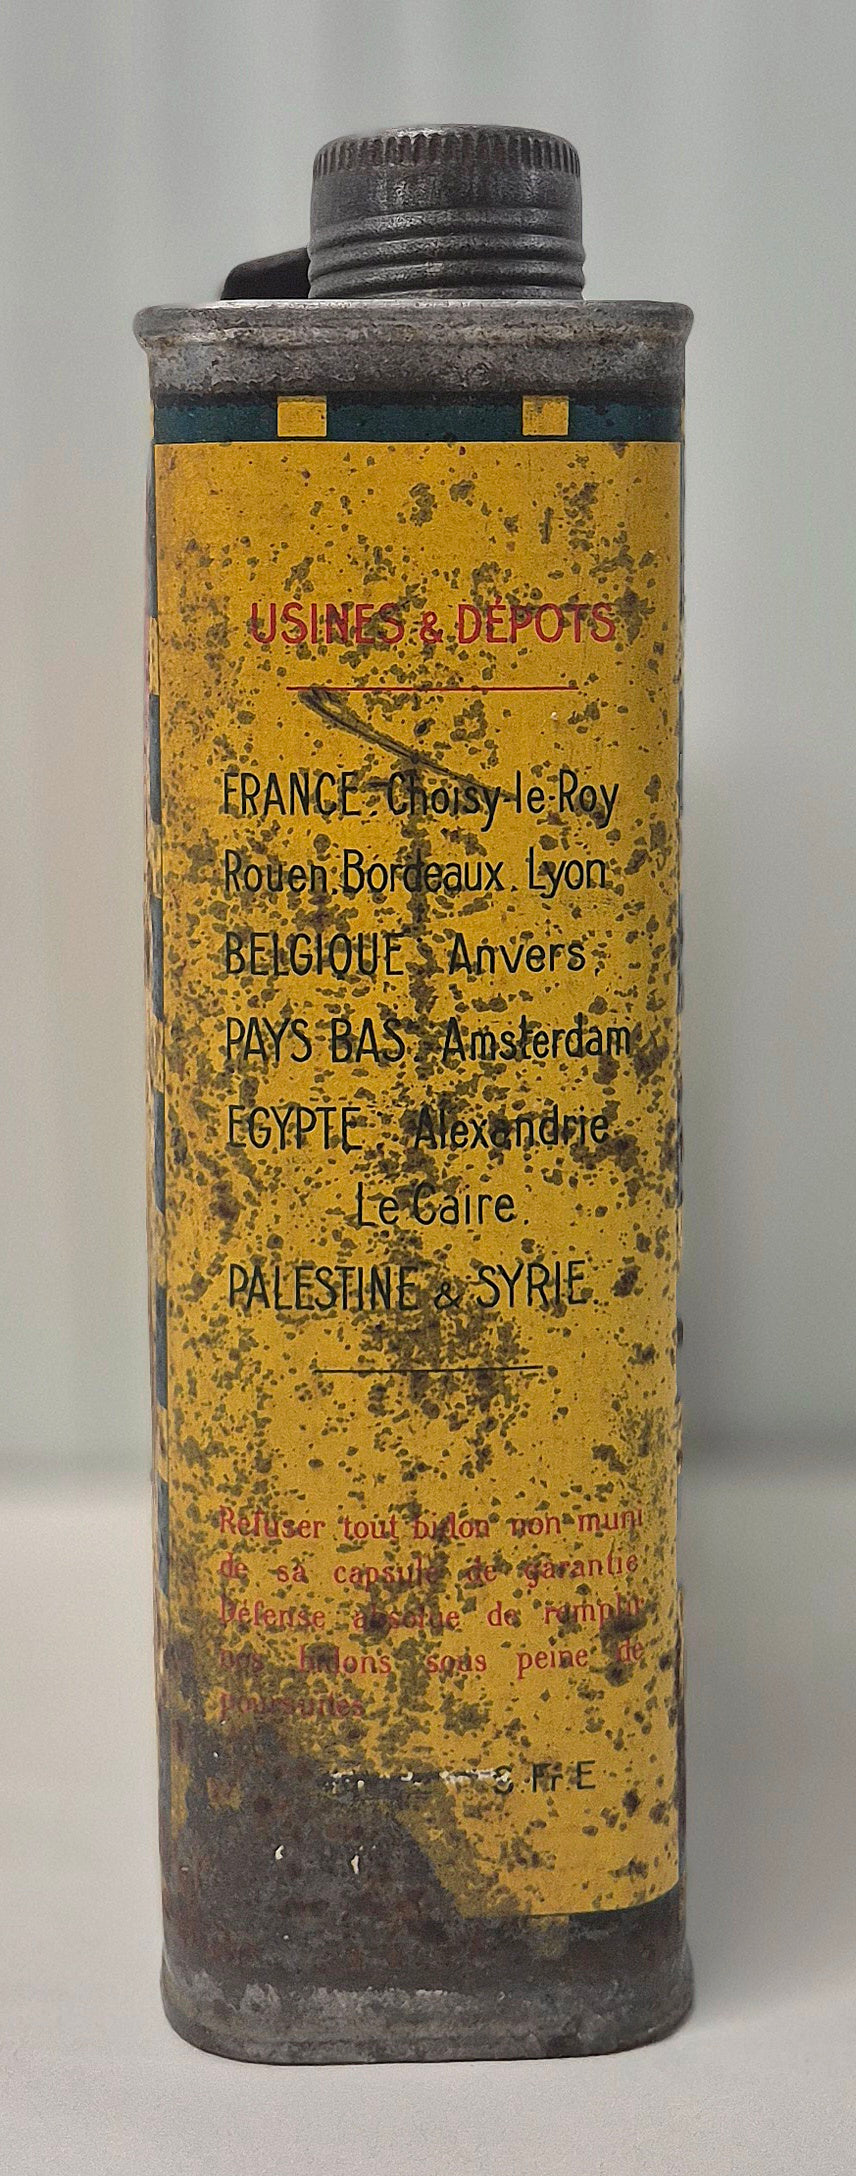 USINES & DÉPOTS
FRANCE. Choisy-le-Roy
Rouen. Bordeaux. Lyon
BELGIQUE. Anvers.
PAYS BAS. Amsterdam
EGYPTE. Alexandrie
Le Caire.
PALESTINE & SYRIE.
Refuser tout bidon non muni
de sa capsule de garantie
Défense absolue de remplir
nos bidons sous peine de
poursuites
Fr E